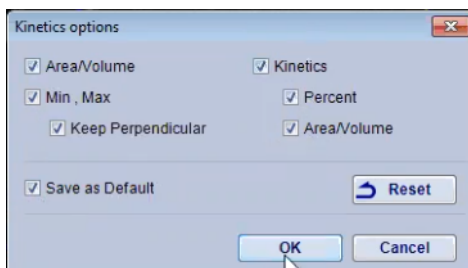 Kinetics options
Area/Volume
Kinetics
Min , Max
Percent
Keep Perpendicular
Area/Volume
Save as Default
Reset
OK
Cancel